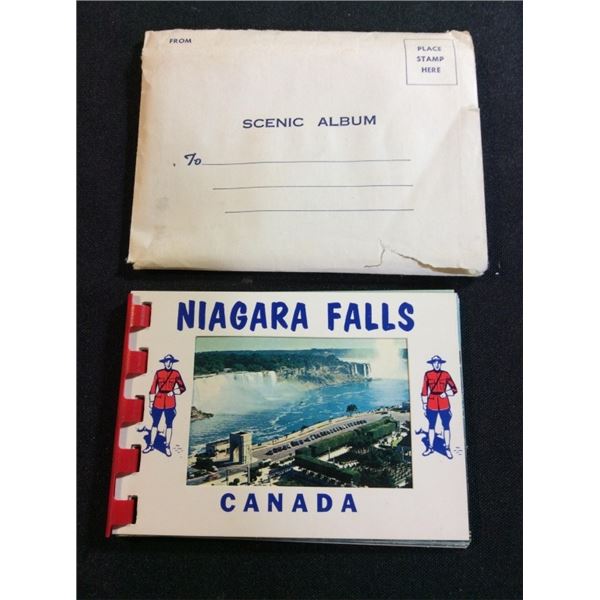 FROM
PLACE
STAMP
HERE
SCENIC ALBUM
To
NIAGARA FALLS
CANADA